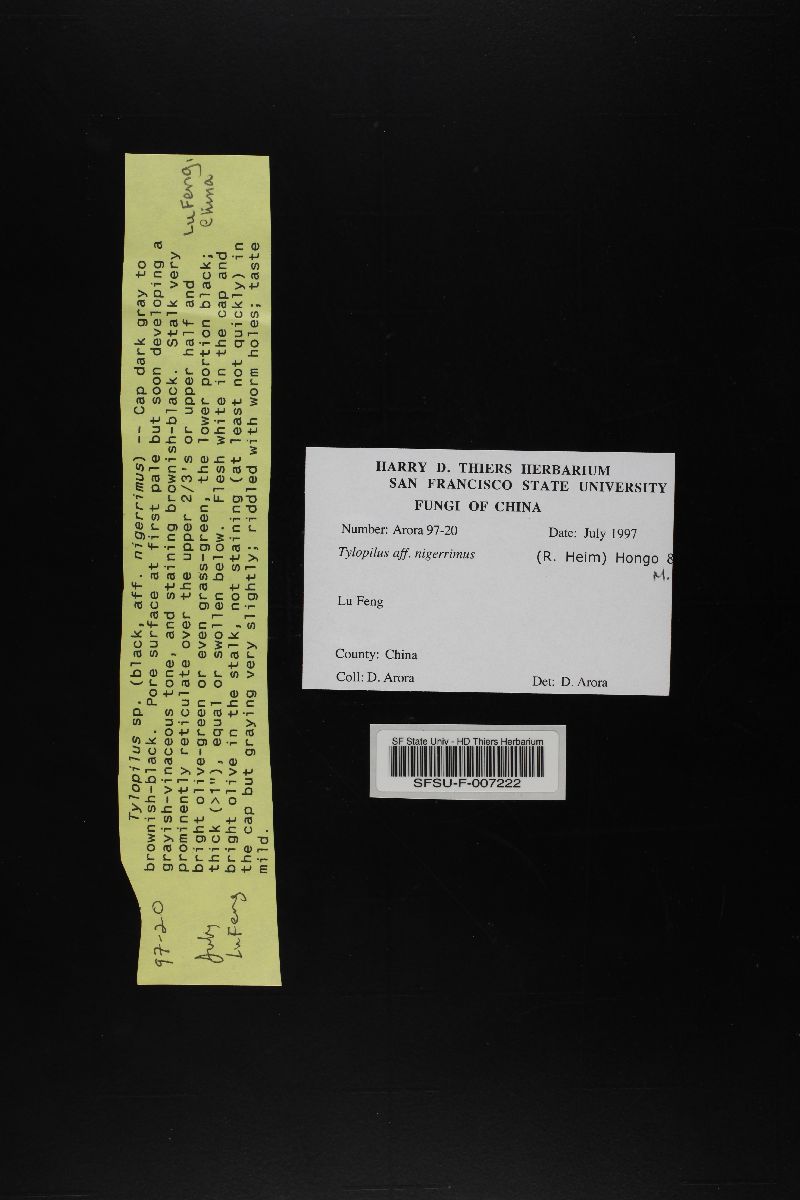 Tylopilus sp. (black, aff. nigerrimus) -- Cap dark gray to
brownish-black. Pore surface at first pale but soon developing a
grayish-vinaceous tone, and staining brownish-black. Stalk very
prominently reticulate over the upper 2/3's or upper half and
bright olive-green or even grass-green, the lower portion black;
thick (>1"), equal or swollen below. Flesh white in the cap and
bright olive in the stalk, not staining (at least not quickly) in
the cap but graying very slightly; riddled with worm holes; taste
mild.
Lu Feng,
China
97-20
July
LuFeng
HARRY D. THIERS HERBARIUM
SAN FRANCISCO STATE UNIVERSITY
FUNGI OF CHINA
Number: Arora 97-20 Date: July 1997
Tylopilus aff. nigerrimus (R. Heim) Hongo &
M.
Lu Feng
County: China
Coll: D. Arora Det: D. Arora
SF State Univ - HD Thiers Herbarium
SFSU-F-007222